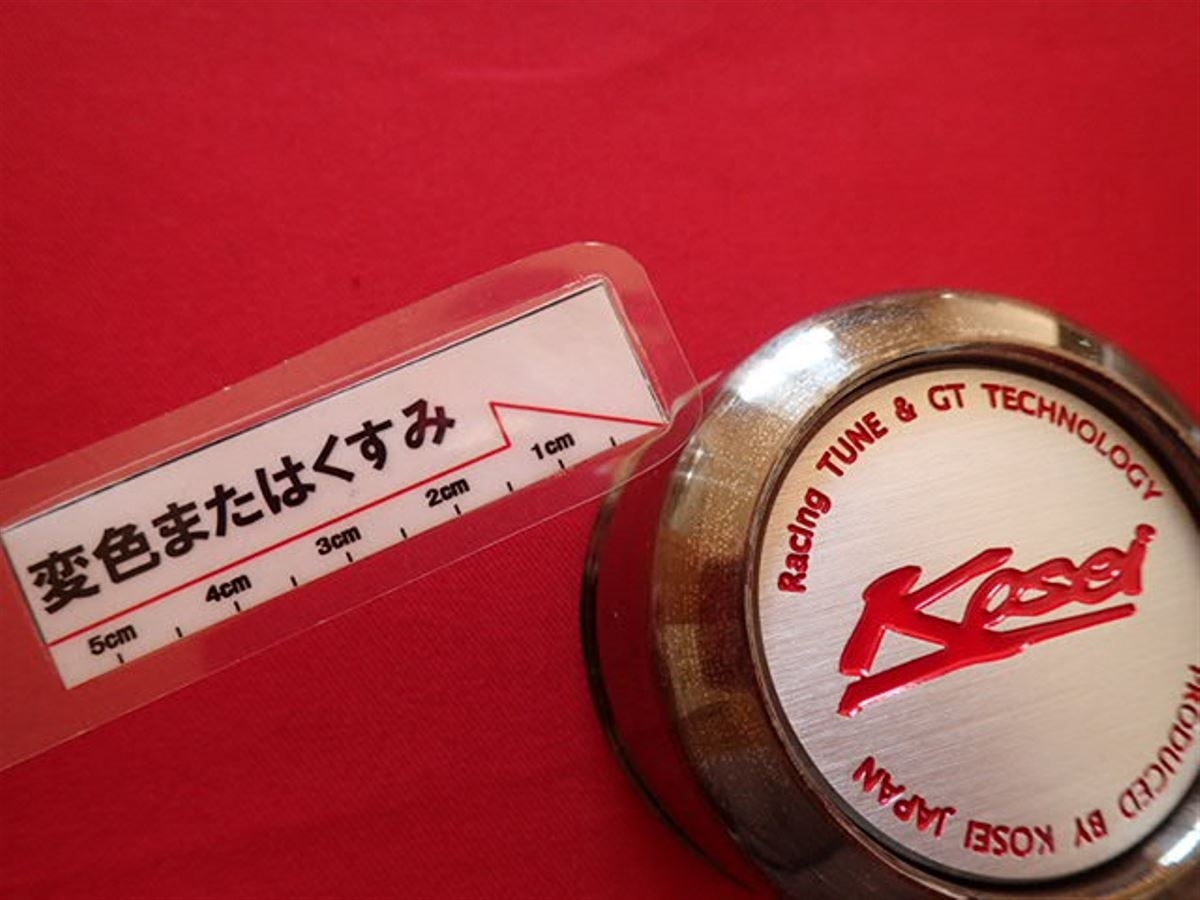 変色またはくすみ
5cm 4cm 3cm 2cm 1cm
Racing TUNE & GT TECHNOLOGY
Kosei
PRODUCED BY KOSEI JAPAN